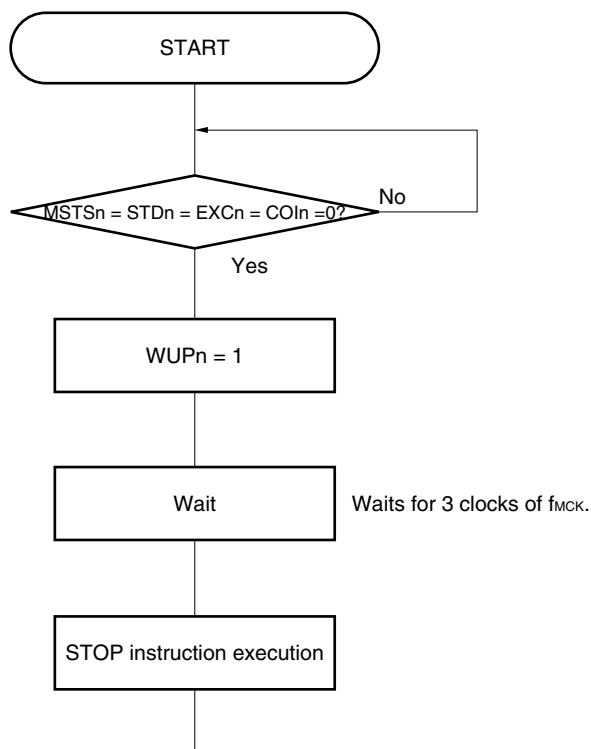 START
MSTSn = STDn = EXCn = COIn =0?
No
Yes
WUPn = 1
Wait
Waits for 3 clocks of fMCK.
STOP instruction execution